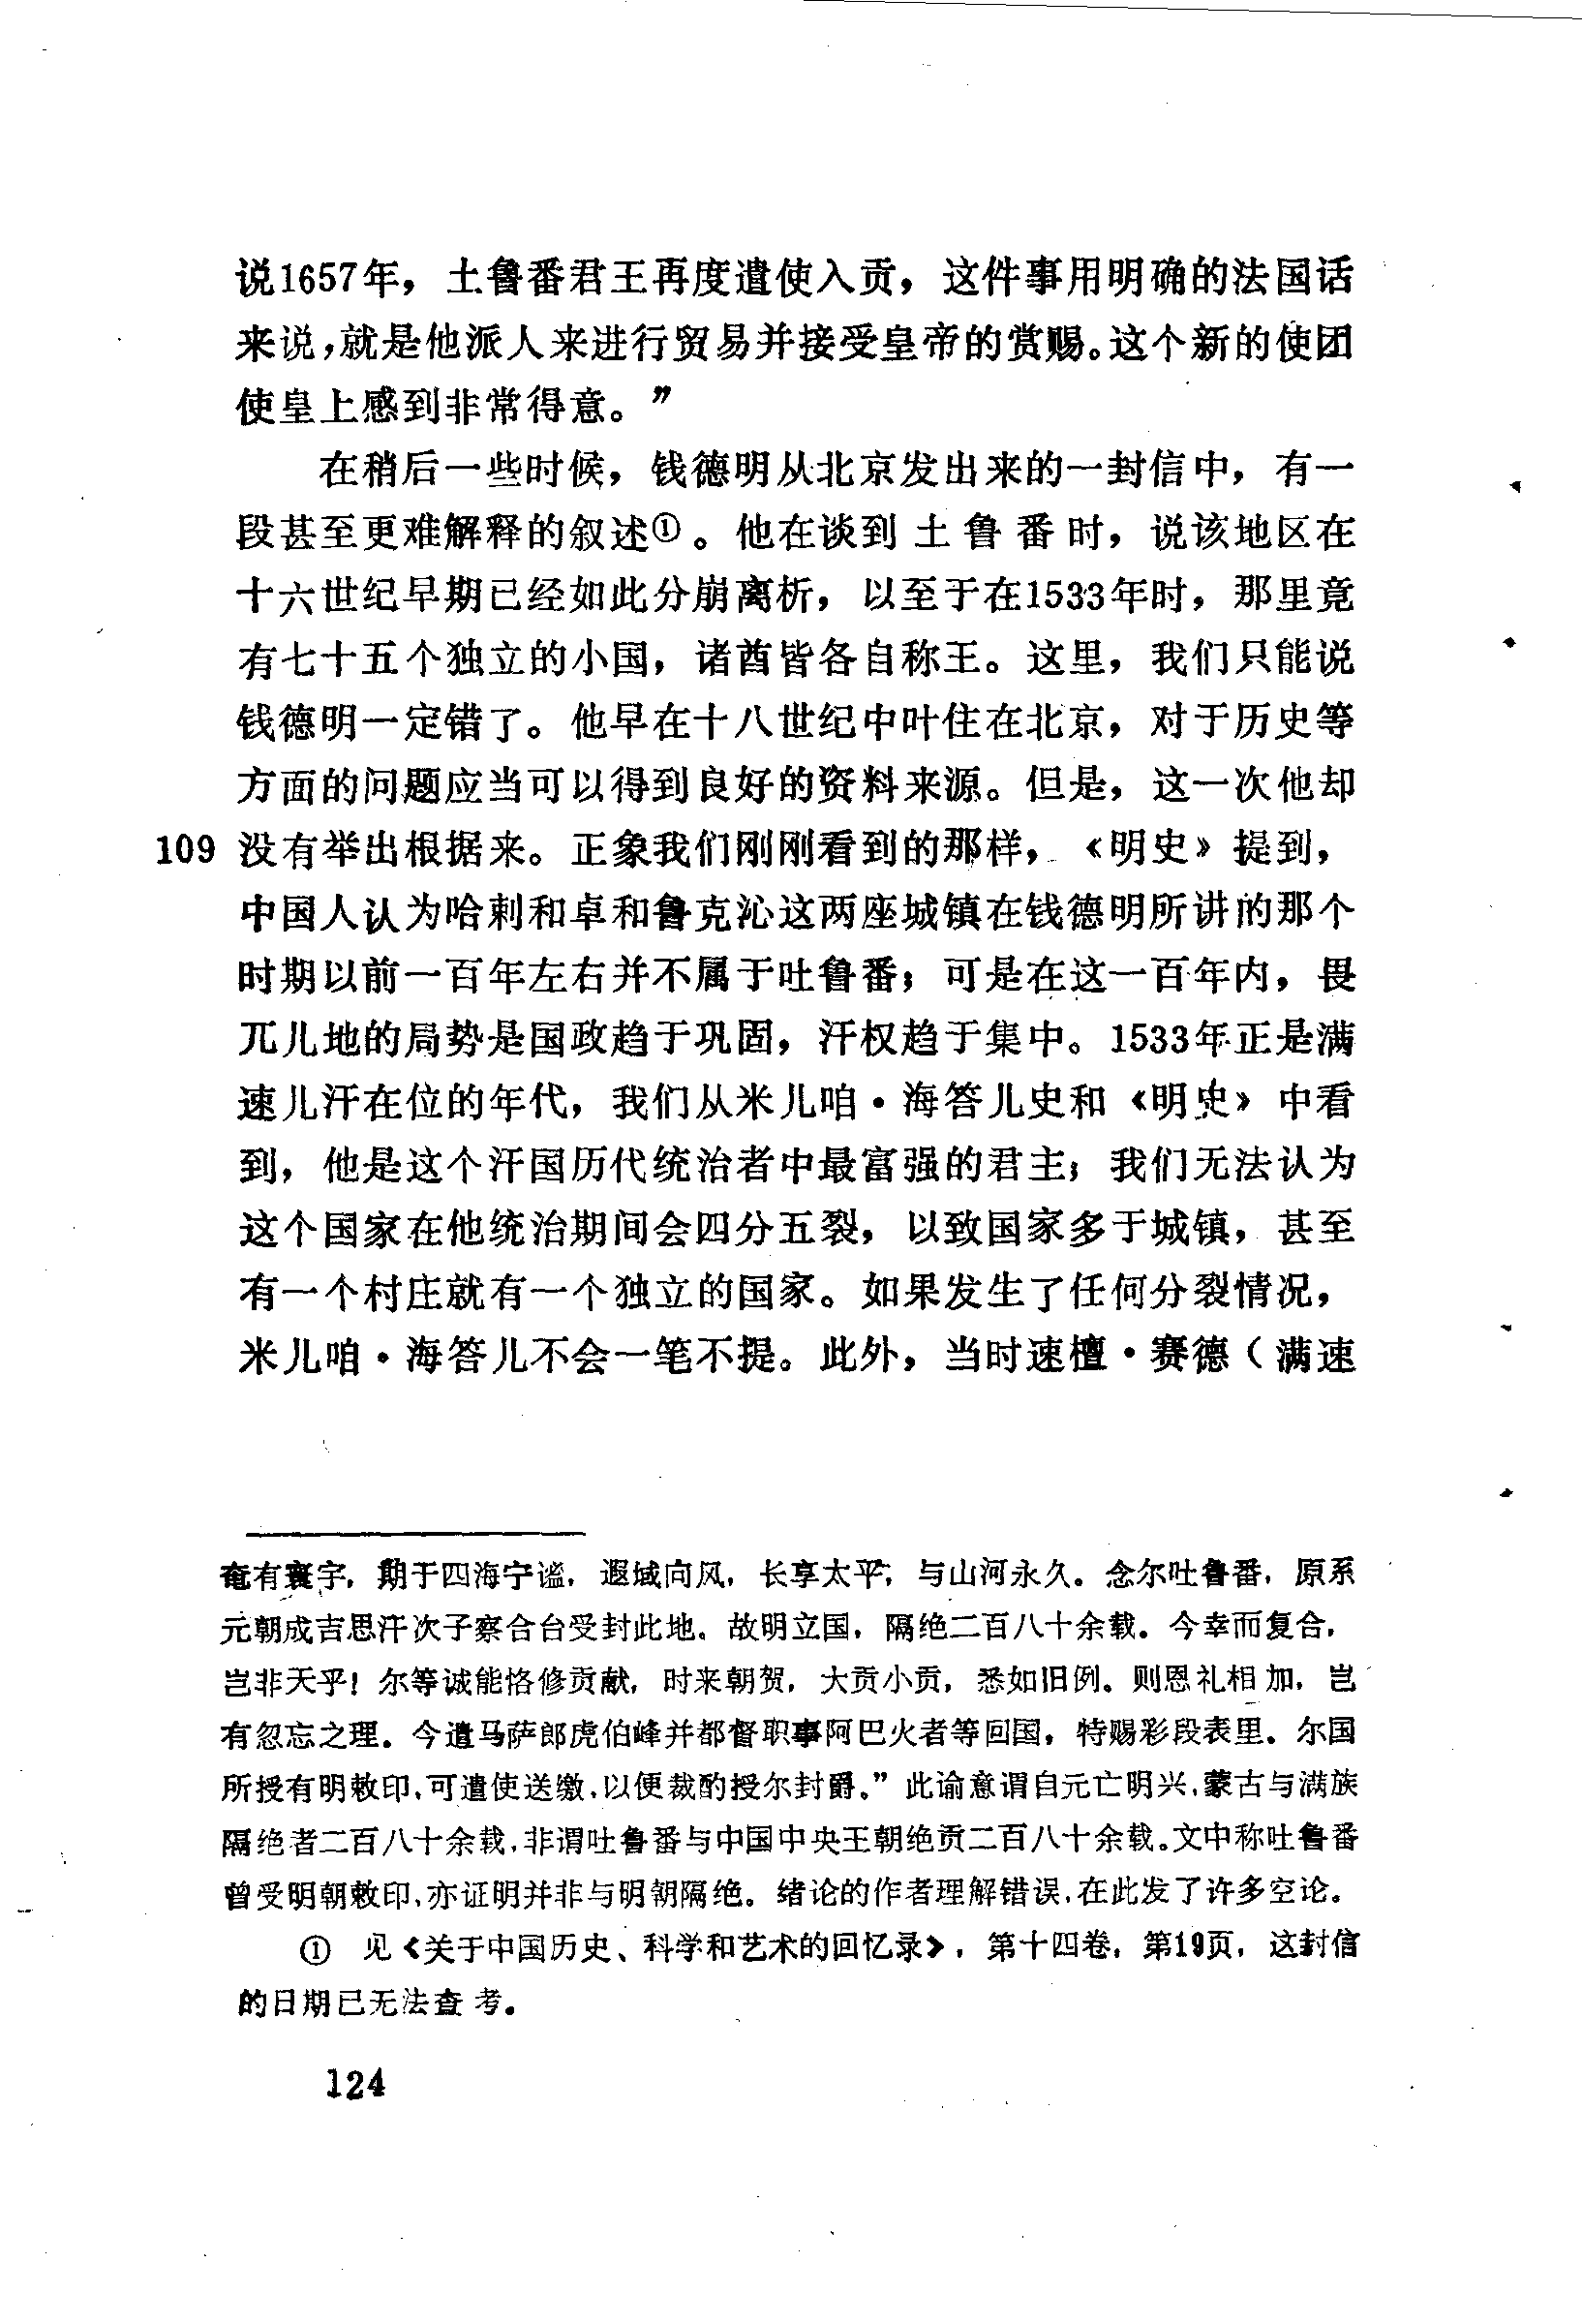 说1657年，土鲁番君王再度遣使入贡，这件事用明确的法国话
来说，就是他派人来进行贸易并接受皇帝的赏赐。这个新的使团
使皇上感到非常得意。”
在稍后一些时候，钱德明从北京发出来的一封信中，有一
段甚至更难解释的叙述①。他在谈到土鲁番时，说该地区在
十六世纪早期已经如此分崩离析，以至于在1533年时，那里竟
有七十五个独立的小国，诸酋皆各自称王。这里，我们只能说
钱德明一定错了。他早在十八世纪中叶住在北京，对于历史等
方面的问题应当可以得到良好的资料来源。但是，这一次他却
109 没有举出根据来。正象我们刚刚看到的那样，《明史》提到，
中国人认为哈剌和卓和鲁克沁这两座城镇在钱德明所讲的那个
时期以前一百年左右并不属于吐鲁番；可是在这一百年内，畏
兀儿地的局势是国政趋于巩固，汗权趋于集中。1533年正是满
速儿汗在位的年代，我们从米儿咱·海答儿史和《明史》中看
到，他是这个汗国历代统治者中最富强的君主；我们无法认为
这个国家在他统治期间会四分五裂，以致国家多于城镇，甚至
有一个村庄就有一个独立的国家。如果发生了任何分裂情况，
米儿咱·海答儿不会一笔不提。此外，当时速檀·赛德（满速
奄有寰宇，期于四海宁谧，遐域向风，长享太平，与山河永久。念尔吐鲁番，原系
元朝成吉思汗次子察合台受封此地。故明立国，隔绝二百八十余载。今幸而复合，
岂非天乎！尔等诚能恪修贡献，时来朝贺，大贡小贡，悉如旧例。则恩礼相加，岂
有忽忘之理。今遣马萨郎虎伯峰并都督职事阿巴火者等回国，特赐彩段表里。尔国
所授有明敕印，可遣使送缴，以便裁酌授尔封爵。”此谕意谓自元亡明兴，蒙古与满族
隔绝者二百八十余载，非谓吐鲁番与中国中央王朝绝贡二百八十余载。文中称吐鲁番
曾受明朝敕印，亦证明并非与明朝隔绝。绪论的作者理解错误，在此发了许多空论。
① 见《关于中国历史、科学和艺术的回忆录》，第十四卷，第19页，这封信
的日期已无法查考。
124